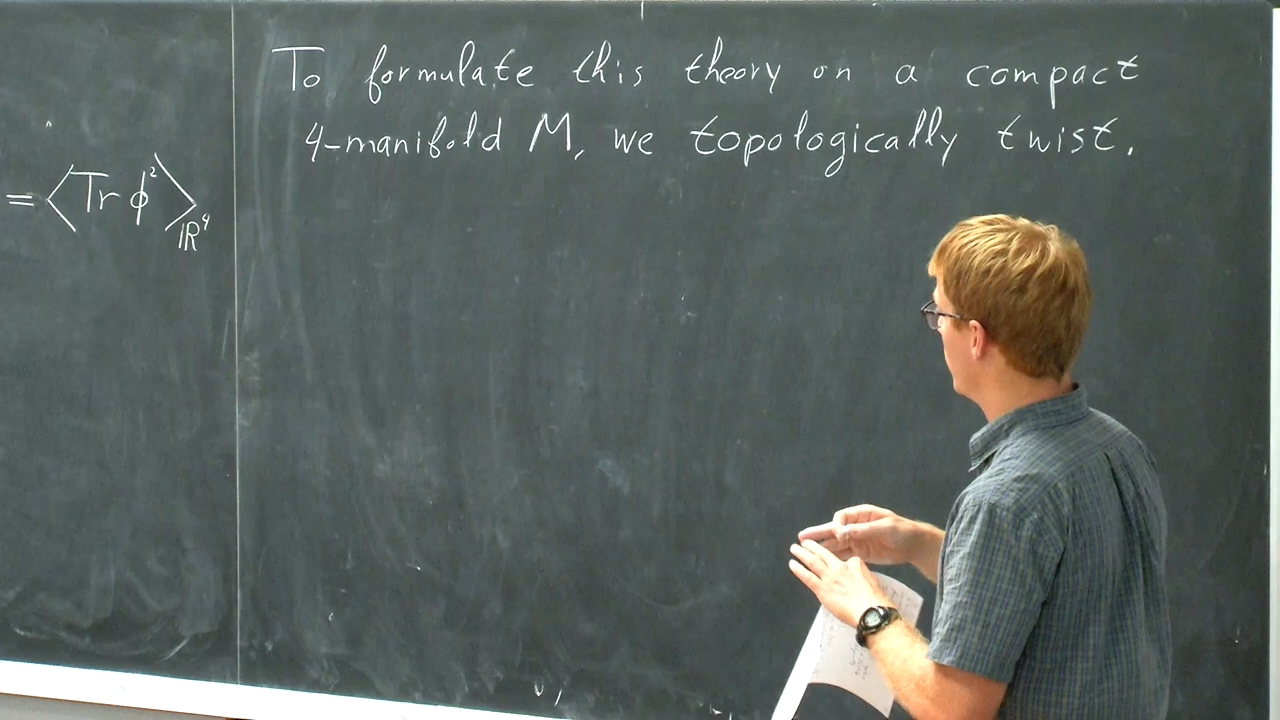 = ⟨Tr ϕ²⟩_ℝ⁴
To formulate this theory on a compact
4-manifold M, we topologically twist.